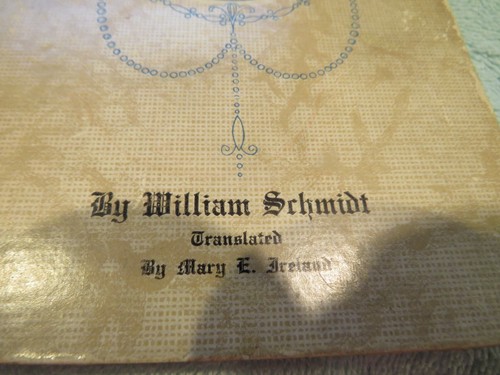 By William Schmidt
Translated
By Mary E. Ireland